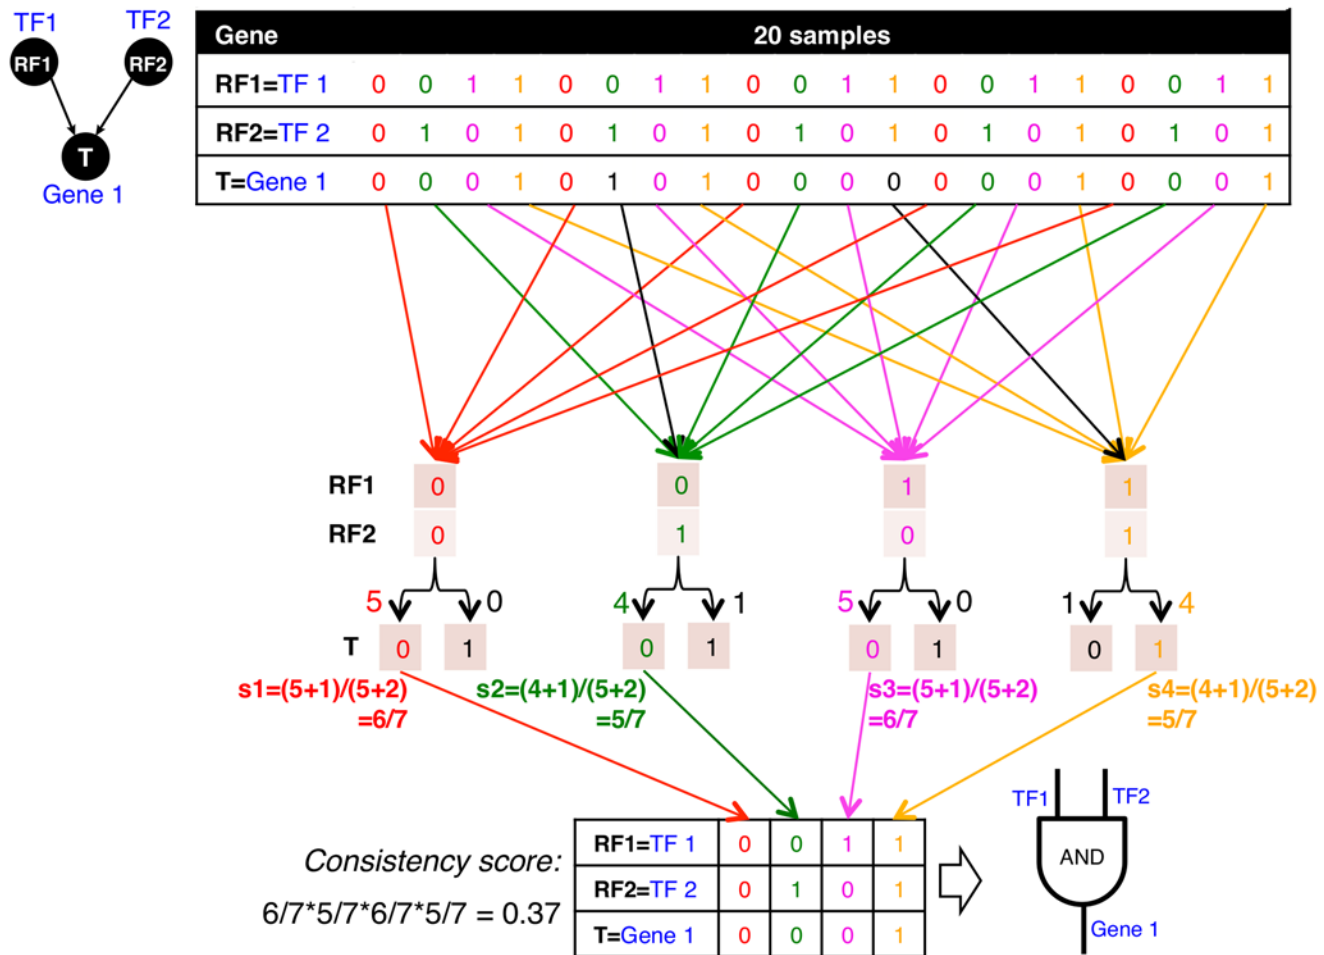 TF1 TF2
RF1 RF2
T
Gene 1
Gene 20 samples
RF1=TF 1 0 0 1 1 0 0 1 1 0 0 1 1 0 0 1 1 0 0 1 1
RF2=TF 2 0 1 0 1 0 1 0 1 0 1 0 1 0 1 0 1 0 1 0 1
T=Gene 1 0 0 0 1 0 1 0 1 0 0 0 0 0 0 0 1 0 0 0 1
RF1 0 0 1 1
RF2 0 1 0 1
5 0 4 1 5 0 1 4
T 0 1 0 1 0 1 0 1
s1=(5+1)/(5+2) s2=(4+1)/(5+2) s3=(5+1)/(5+2) s4=(4+1)/(5+2)
=6/7 =5/7 =6/7 =5/7
TF1 TF2
RF1=TF 1 0 0 1 1
Consistency score:
AND
RF2=TF 2 0 1 0 1
6/7*5/7*6/7*5/7 = 0.37
T=Gene 1 0 0 0 1
Gene 1